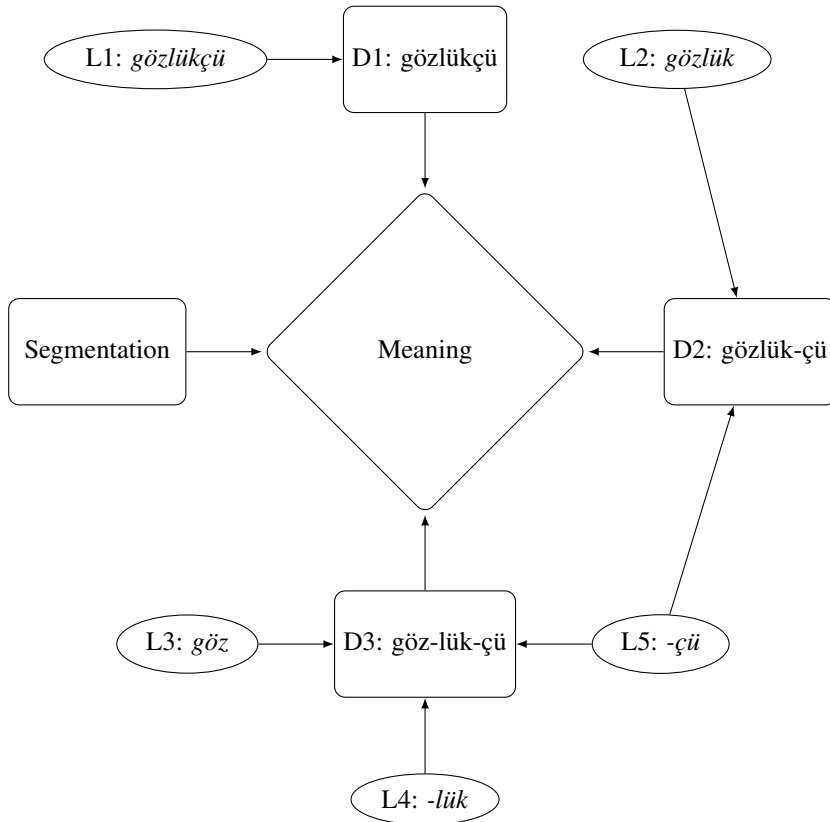 L1: gözlükçü
D1: gözlükçü
L2: gözlük
Segmentation
Meaning
D2: gözlük-çü
L3: göz
D3: göz-lük-çü
L5: -çü
L4: -lük